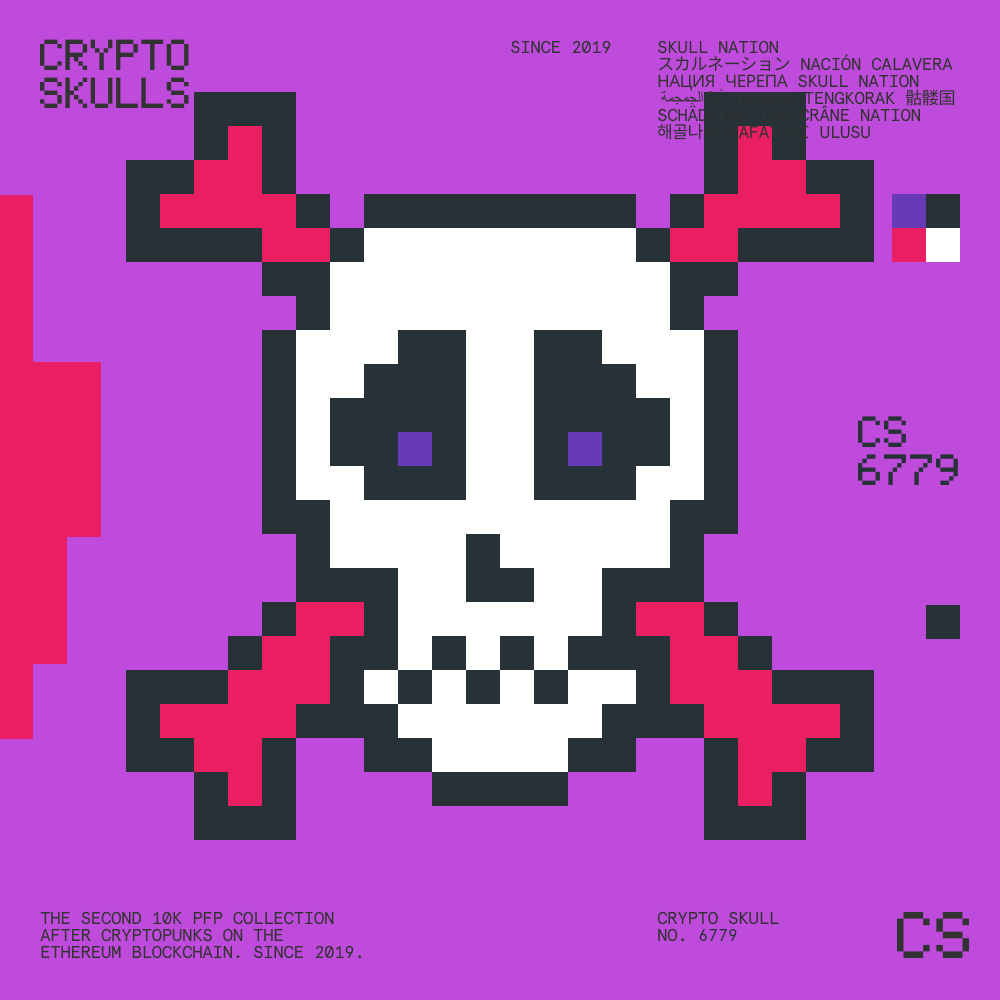 CRYPTO
SKULLS
SINCE 2019
SKULL NATION
スカルネーション NACIÓN CALAVERA
НАЦИЯ ЧЕРЕПА SKULL NATION
TENGKORAK 骷髅国
CRÂNE NATION
해골 ULUSU
CS
6779
THE SECOND 10K PFP COLLECTION
AFTER CRYPTOPUNKS ON THE
ETHEREUM BLOCKCHAIN. SINCE 2019.
CRYPTO SKULL
NO. 6779
CS